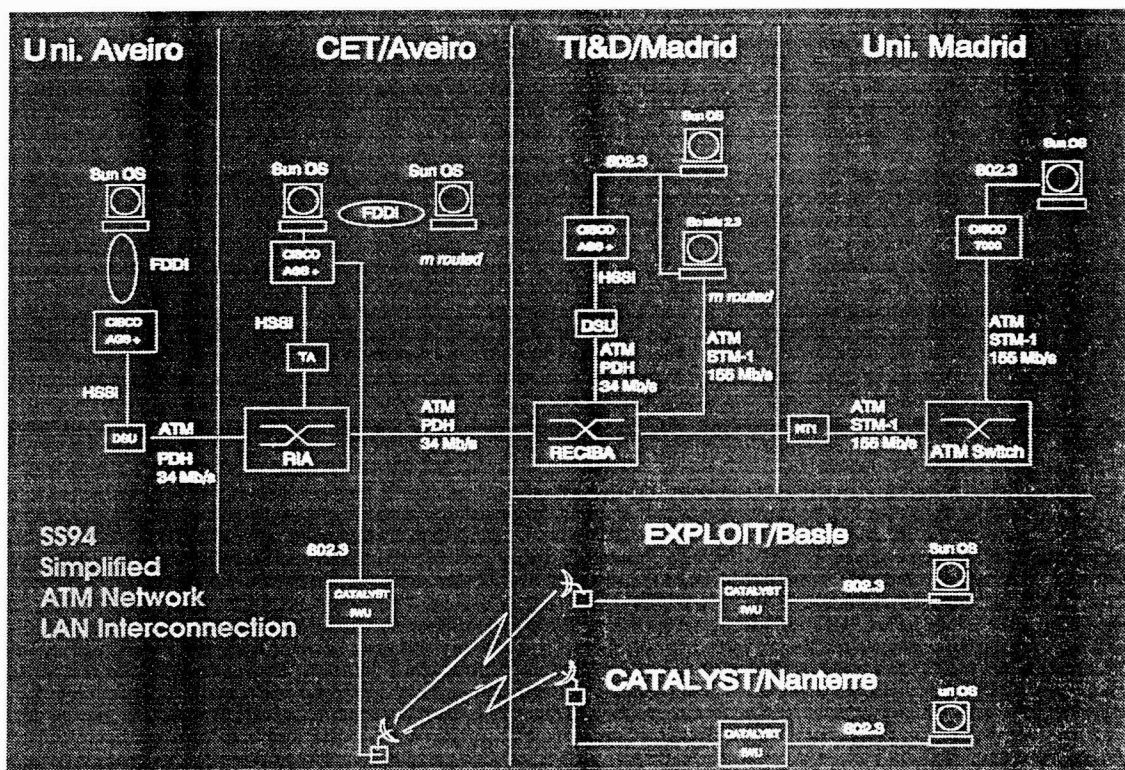 Uni. Aveiro
CET/Aveiro
TI&D/Madrid
Uni. Madrid
Sun OS
FDDI
CISCO
AGS +
HSSI
DSU
ATM
PDH
34 Mb/s
Sun OS
Sun OS
FDDI
CISCO
AGS +
m routed
HSSI
TA
RIA
ATM
PDH
34 Mb/s
Sun OS
802.3
CISCO
AGS +
2.3
HSSI
m routed
DSU
ATM
PDH
34 Mb/s
ATM
STM-1
155 Mb/s
RECIBA
Sun OS
802.3
CISCO
7000
ATM
STM-1
155 Mb/s
NT1
ATM
STM-1
155 Mb/s
ATM Switch
SS94
Simplified
ATM Network
LAN Interconnection
802.3
CATALYST
IWU
EXPLOIT/Basle
CATALYST
IWU
802.3
Sun OS
CATALYST/Nanterre
CATALYST
IWU
802.3
un OS